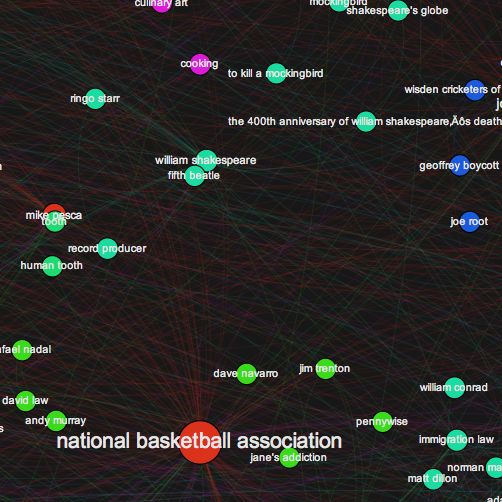 culinary art
mockingbird
shakespeare's globe
cooking
to kill a mockingbird
wisden cricketers of
ringo starr
the 400th anniversary of william shakespeare‚Äôs death
william shakespeare
geoffrey boycott
fifth beatle
mike pesca
tooth
joe root
record producer
human tooth
afael nadal
dave navarro
jim trenton
william conrad
david law
andy murray
pennywise
national basketball association
immigration law
jane's addiction
norman ma
matt dillon